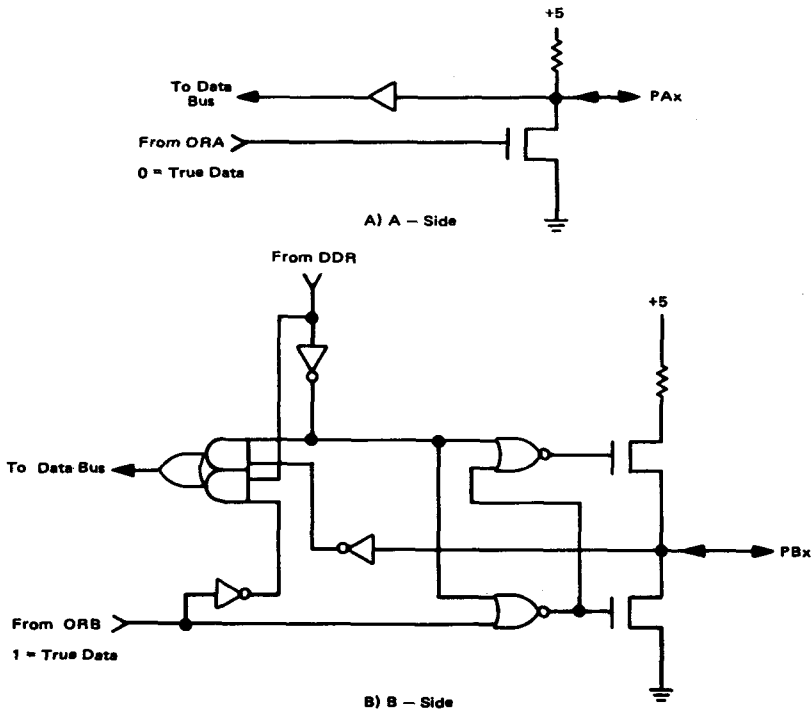 +5
To Data
Bus
PAx
From ORA
0 = True Data
A) A – Side
From DDR
+5
To Data Bus
PBx
From ORB
1 = True Data
B) B – Side